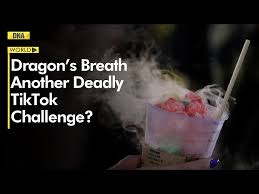 DNA
WORLD
Dragon's Breath
Another Deadly
TikTok
Challenge?